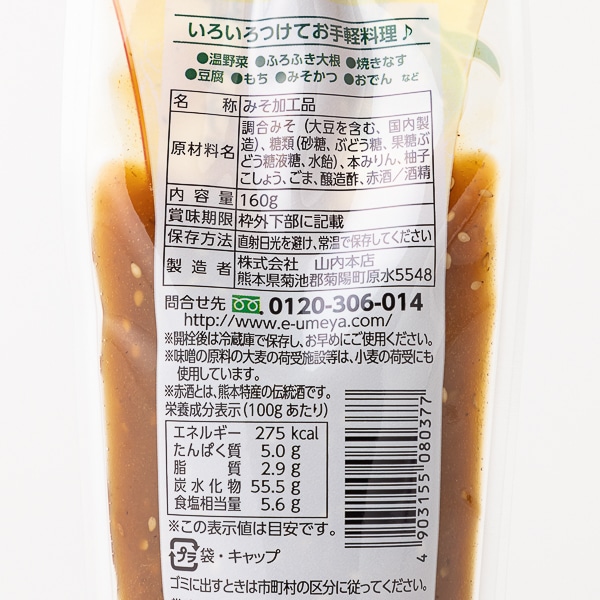 いろいろつけてお手軽料理♪
●温野菜 ●ふろふき大根 ●焼きなす
●豆腐 ●もち ●みそかつ ●おでん など
名称 みそ加工品
原材料名 調合みそ(大豆を含む、国内製
造)、糖類(砂糖、ぶどう糖、果糖ぶ
どう糖液糖、水飴)、本みりん、柚子
こしょう、ごま、醸造酢、赤酒/酒精
内容量 160g
賞味期限 枠外下部に記載
保存方法 直射日光を避け、常温で保存してください
製造者 株式会社 山内本店
熊本県菊池郡菊陽町原水5548
問合せ先 0120-306-014
http://www.e-umeya.com/
※開栓後は冷蔵庫で保存し、お早めにご使用ください。
※味噌の原料の大麦の荷受施設等は、小麦の荷受にも
使用しています。
※赤酒とは、熊本特産の伝統酒です。
栄養成分表示(100gあたり)
エネルギー 275 kcal
たんぱく質 5.0 g
脂質 2.9 g
炭水化物 55.5 g
食塩相当量 5.6 g
※この表示値は目安です。
プラ 袋・キャップ
ゴミに出すときは市町村の区分に従ってください。
4 903155 080377